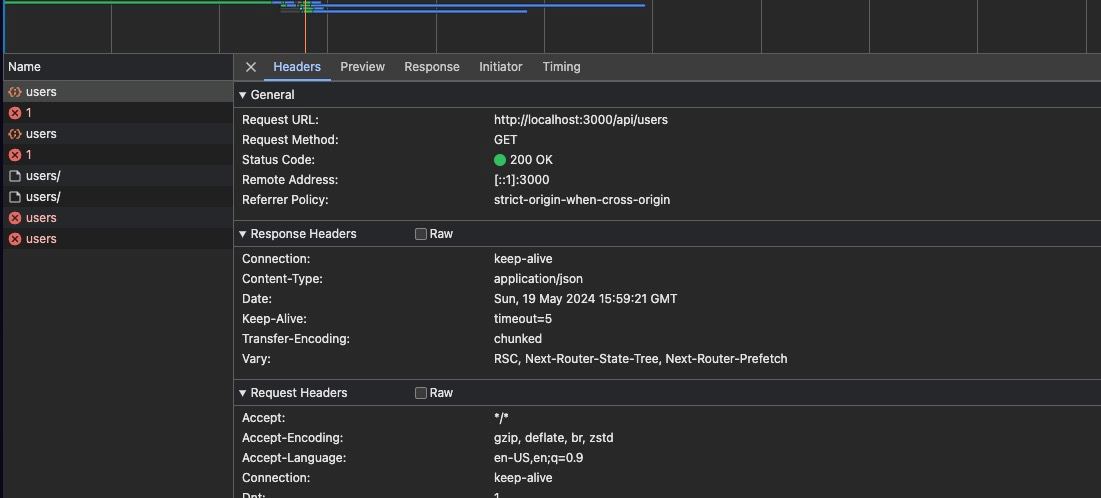 Name
Headers Preview Response Initiator Timing
users
General
1
Request URL: http://localhost:3000/api/users
users
Request Method: GET
1
Status Code: 200 OK
users/
Remote Address: [::1]:3000
users/
Referrer Policy: strict-origin-when-cross-origin
users
users
Response Headers Raw
Connection: keep-alive
Content-Type: application/json
Date: Sun, 19 May 2024 15:59:21 GMT
Keep-Alive: timeout=5
Transfer-Encoding: chunked
Vary: RSC, Next-Router-State-Tree, Next-Router-Prefetch
Request Headers Raw
Accept: */*
Accept-Encoding: gzip, deflate, br, zstd
Accept-Language: en-US,en;q=0.9
Connection: keep-alive
Dnt: 1